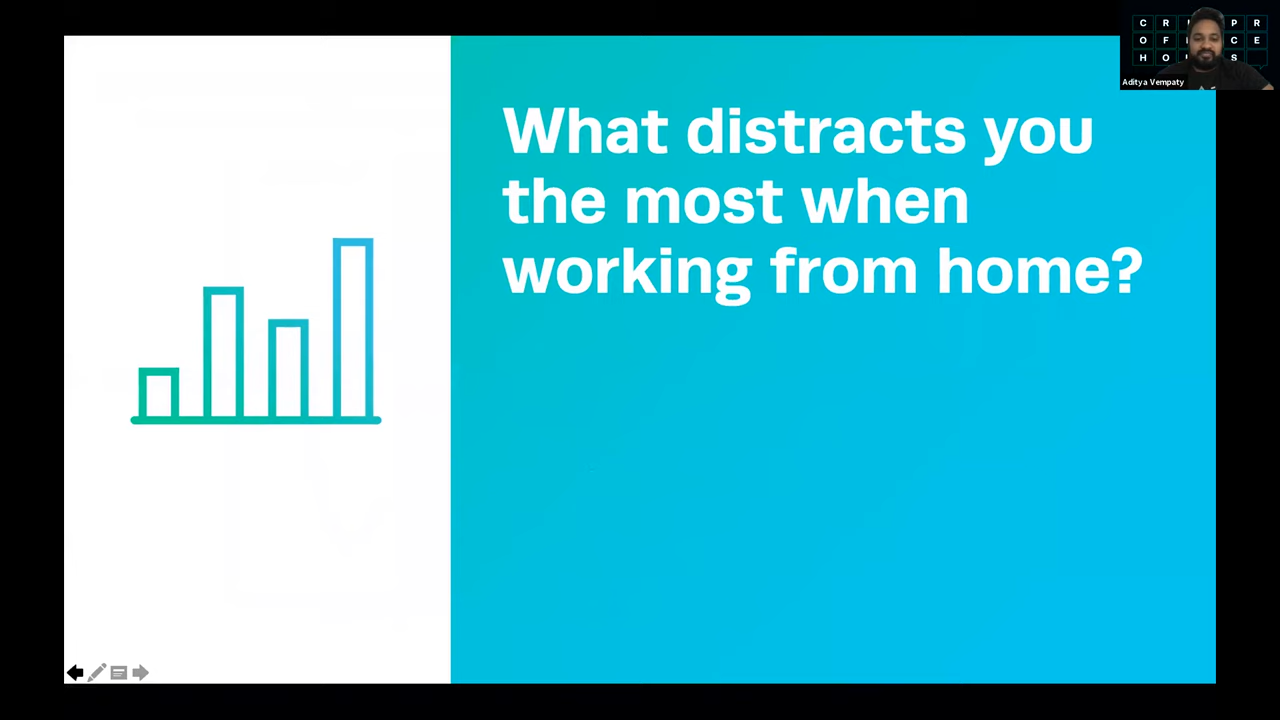 What distracts you
the most when
working from home?
C R P R
O F C E
H O S
Aditya Vempaty